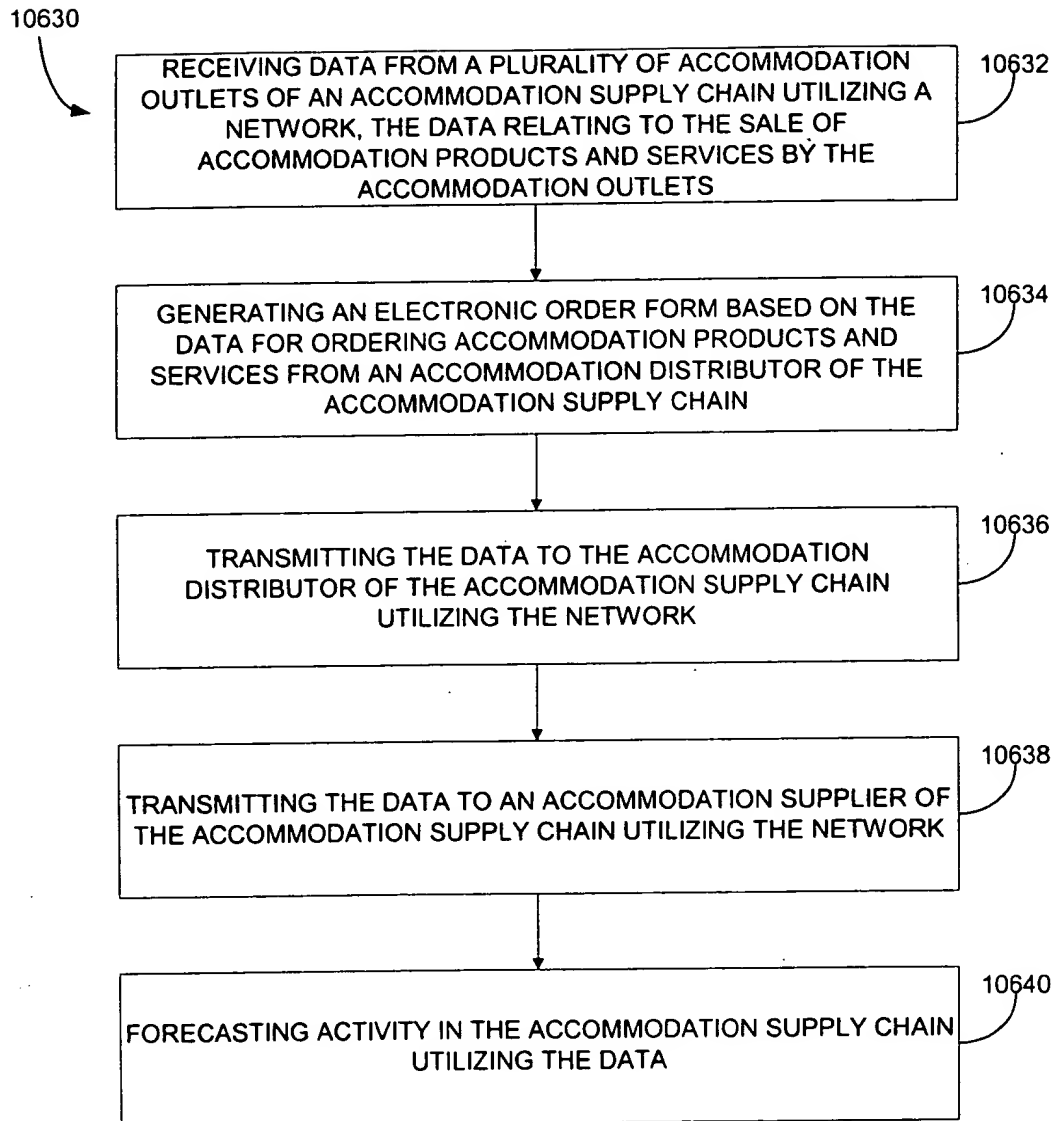 10630
RECEIVING DATA FROM A PLURALITY OF ACCOMMODATION
OUTLETS OF AN ACCOMMODATION SUPPLY CHAIN UTILIZING A
NETWORK, THE DATA RELATING TO THE SALE OF
ACCOMMODATION PRODUCTS AND SERVICES BY THE
ACCOMMODATION OUTLETS
10632
GENERATING AN ELECTRONIC ORDER FORM BASED ON THE
DATA FOR ORDERING ACCOMMODATION PRODUCTS AND
SERVICES FROM AN ACCOMMODATION DISTRIBUTOR OF THE
ACCOMMODATION SUPPLY CHAIN
10634
TRANSMITTING THE DATA TO THE ACCOMMODATION
DISTRIBUTOR OF THE ACCOMMODATION SUPPLY CHAIN
UTILIZING THE NETWORK
10636
TRANSMITTING THE DATA TO AN ACCOMMODATION SUPPLIER OF
THE ACCOMMODATION SUPPLY CHAIN UTILIZING THE NETWORK
10638
FORECASTING ACTIVITY IN THE ACCOMMODATION SUPPLY CHAIN
UTILIZING THE DATA
10640